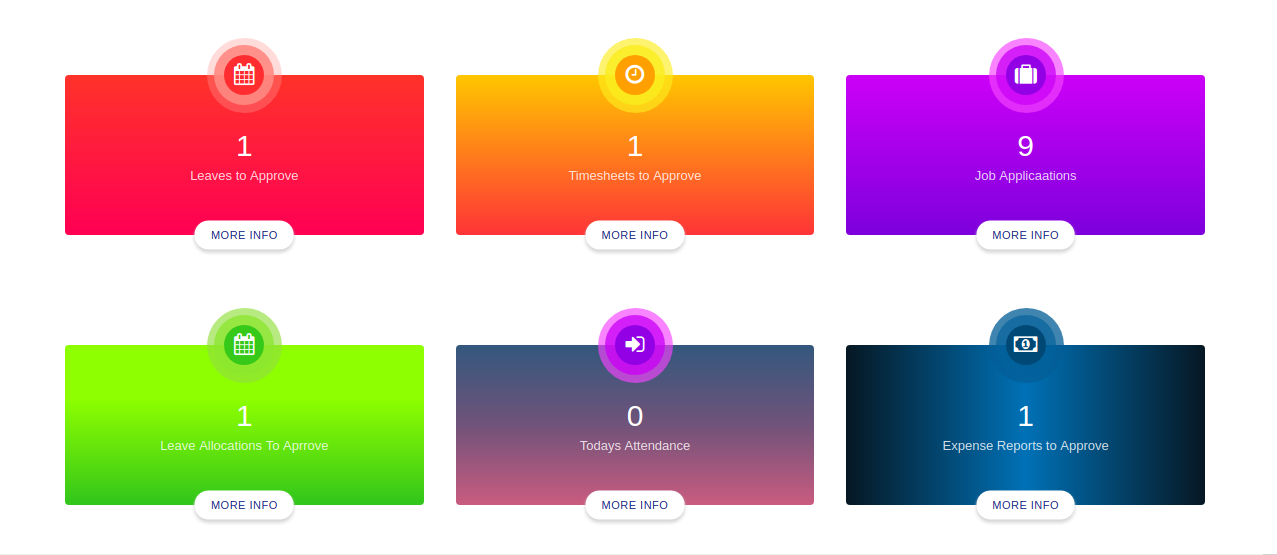 1
Leaves to Approve
MORE INFO
1
Timesheets to Approve
MORE INFO
9
Job Applicaations
MORE INFO
1
Leave Allocations To Aprrove
MORE INFO
0
Todays Attendance
MORE INFO
1
Expense Reports to Approve
MORE INFO